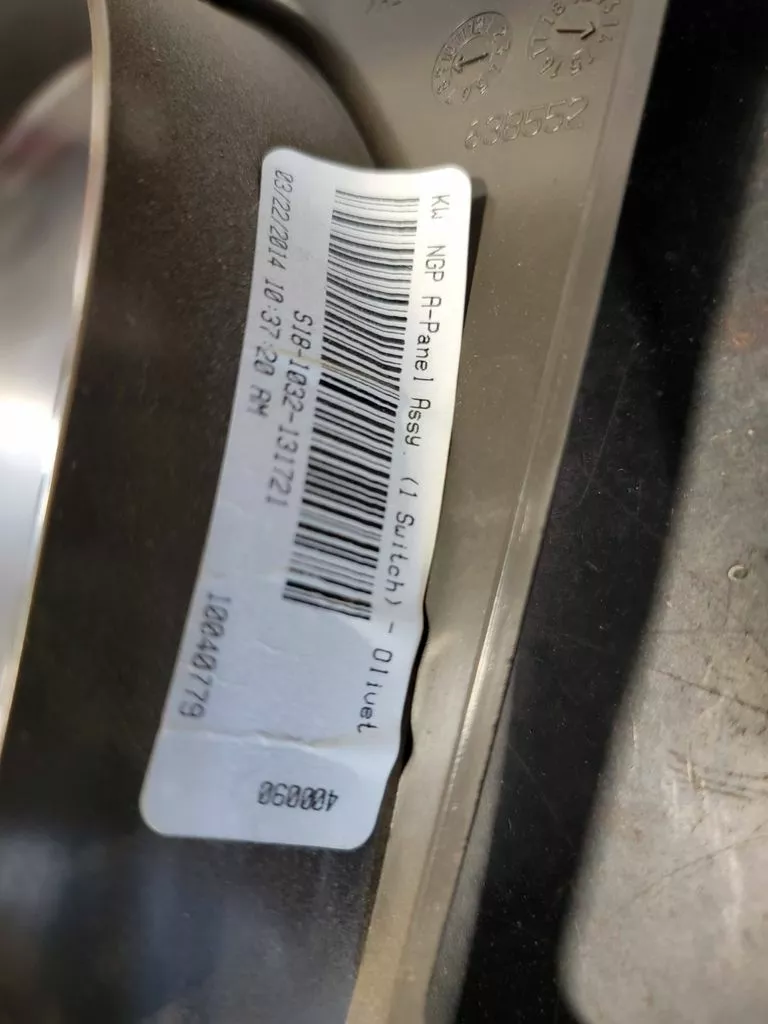 638552
KW NGP A-Panel Assy. (1 Switch) - Olivet
S18-1032-131721
03/22/2014 10:37:20 AM
10040779
400090